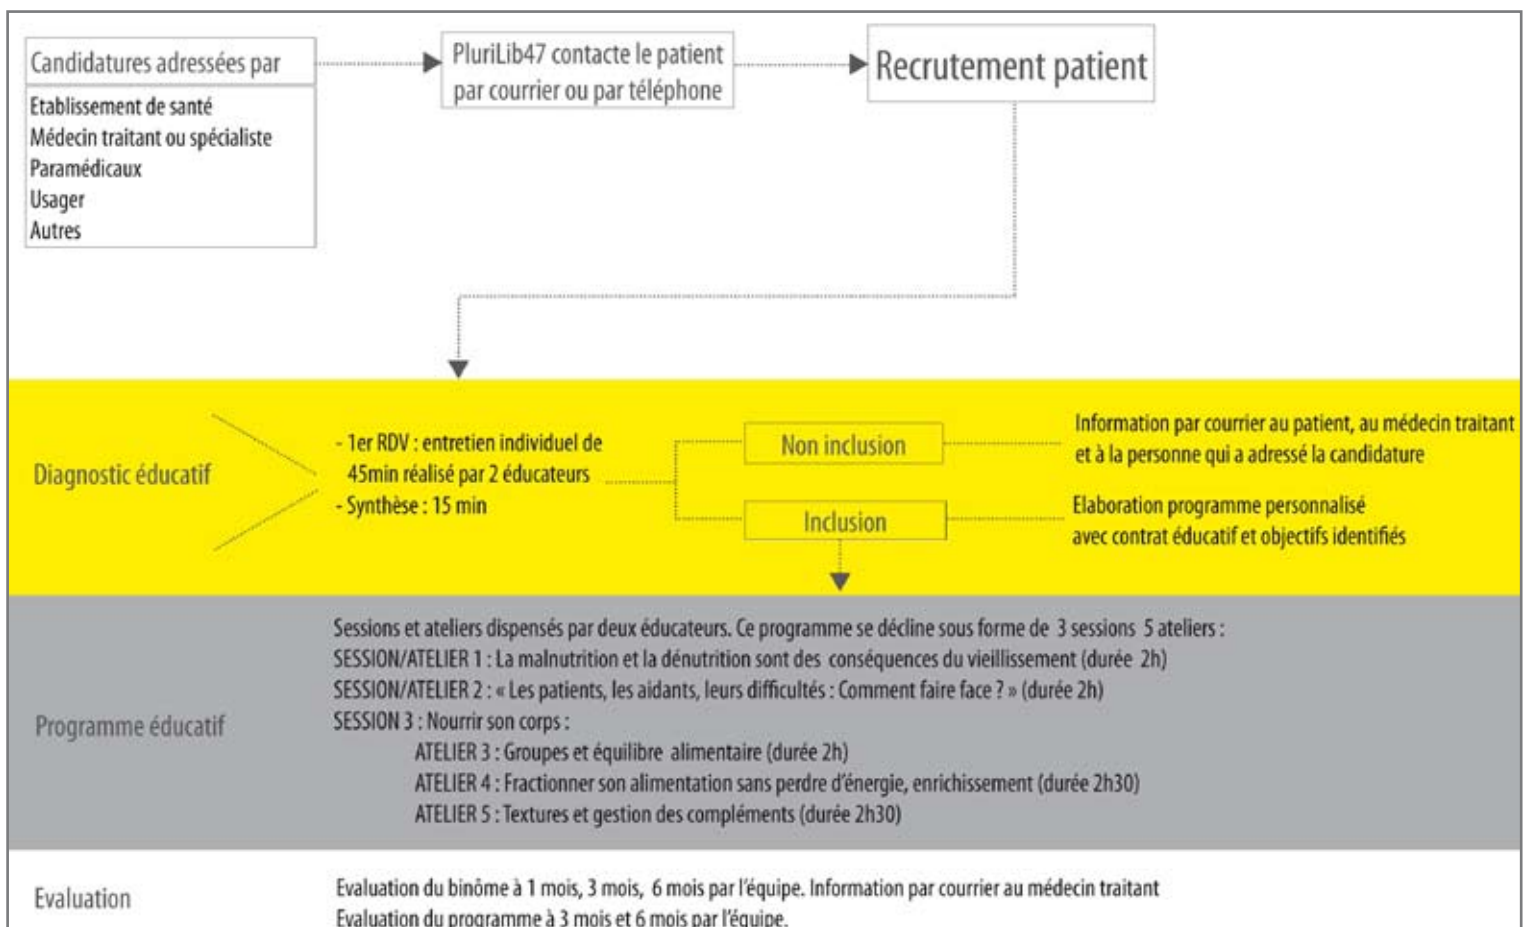 Candidatures adressées par
Etablissement de santé
Médecin traitant ou spécialiste
Paramédicaux
Usager
Autres
PluriLib47 contacte le patient
par courrier ou par téléphone
Recrutement patient
Diagnostic éducatif
- 1er RDV : entretien individuel de
45min réalisé par 2 éducateurs
- Synthèse : 15 min
Non inclusion
Information par courrier au patient, au médecin traitant
et à la personne qui a adressé la candidature
Inclusion
Elaboration programme personnalisé
avec contrat éducatif et objectifs identifiés
Programme éducatif
Sessions et ateliers dispensés par deux éducateurs. Ce programme se décline sous forme de 3 sessions 5 ateliers :
SESSION/ATELIER 1 : La malnutrition et la dénutrition sont des conséquences du vieillissement (durée 2h)
SESSION/ATELIER 2 : « Les patients, les aidants, leurs difficultés : Comment faire face ? » (durée 2h)
SESSION 3 : Nourrir son corps :
ATELIER 3 : Groupes et équilibre alimentaire (durée 2h)
ATELIER 4 : Fractionner son alimentation sans perdre d'énergie, enrichissement (durée 2h30)
ATELIER 5 : Textures et gestion des compléments (durée 2h30)
Evaluation
Evaluation du binôme à 1 mois, 3 mois, 6 mois par l'équipe. Information par courrier au médecin traitant
Evaluation du programme à 3 mois et 6 mois par l'équipe.